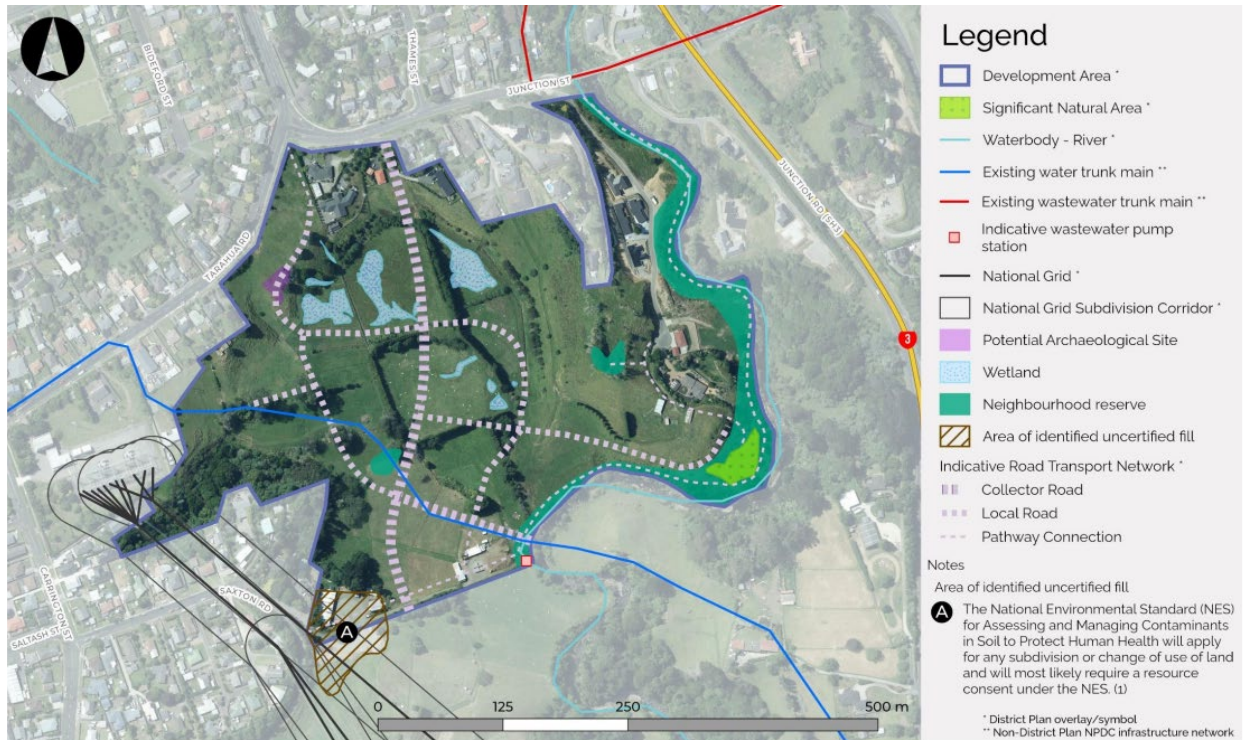 BIDEFORD ST
THAMES ST
JUNCTION ST
JUNCTION RD (SH3)
TARAHUA RD
3
CARRINGTON ST
SALTASH ST
SAXTON RD
A
0 125 250 500 m
Legend
Development Area *
Significant Natural Area *
Waterbody - River *
Existing water trunk main **
Existing wastewater trunk main **
Indicative wastewater pump
station
National Grid *
National Grid Subdivision Corridor *
Potential Archaeological Site
Wetland
Neighbourhood reserve
Area of identified uncertified fill
Indicative Road Transport Network *
Collector Road
Local Road
Pathway Connection
Notes
Area of identified uncertified fill
A The National Environmental Standard (NES)
for Assessing and Managing Contaminants
in Soil to Protect Human Health will apply
for any subdivision or change of use of land
and will most likely require a resource
consent under the NES. (1)
* District Plan overlay/symbol
** Non-District Plan NPDC infrastructure network